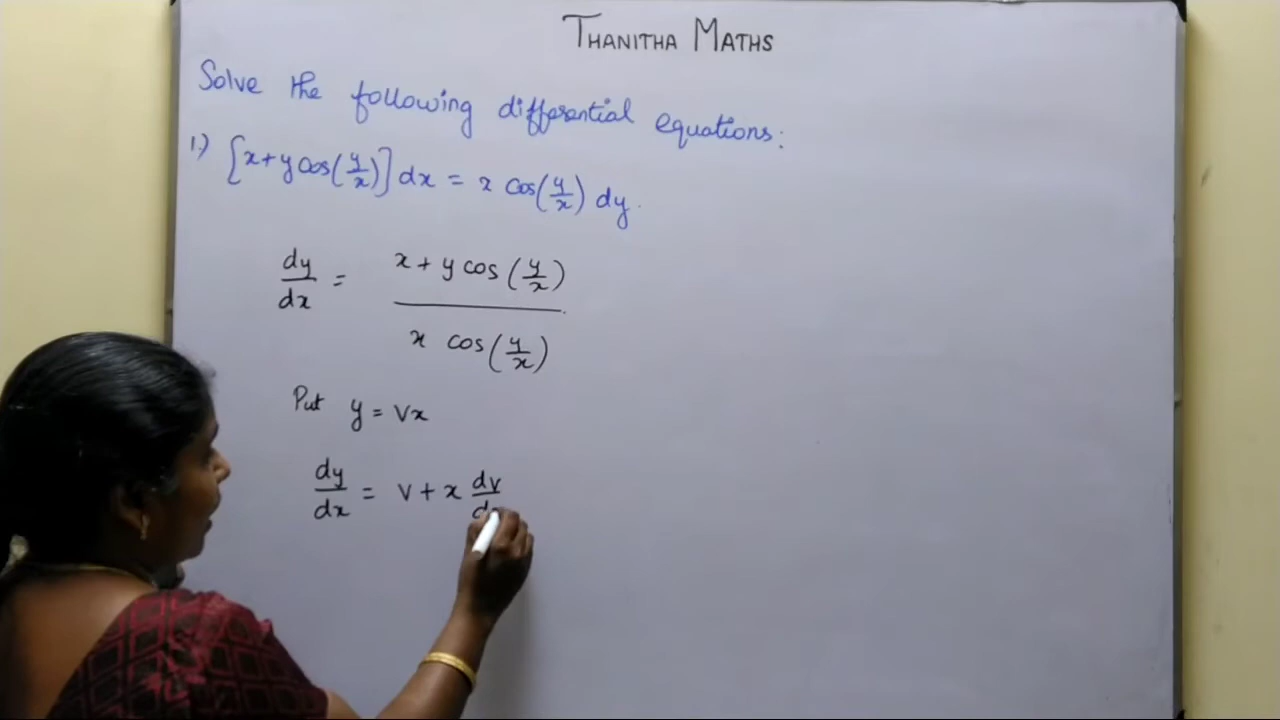 THANITHA MATHS
Solve the following differential equations:
1.) [x+y cos(y/x)] dx = x cos(y/x) dy.
dy/dx = x + y cos(y/x) / x cos(y/x)
Put y = vx
dy/dx = v + x dv/d